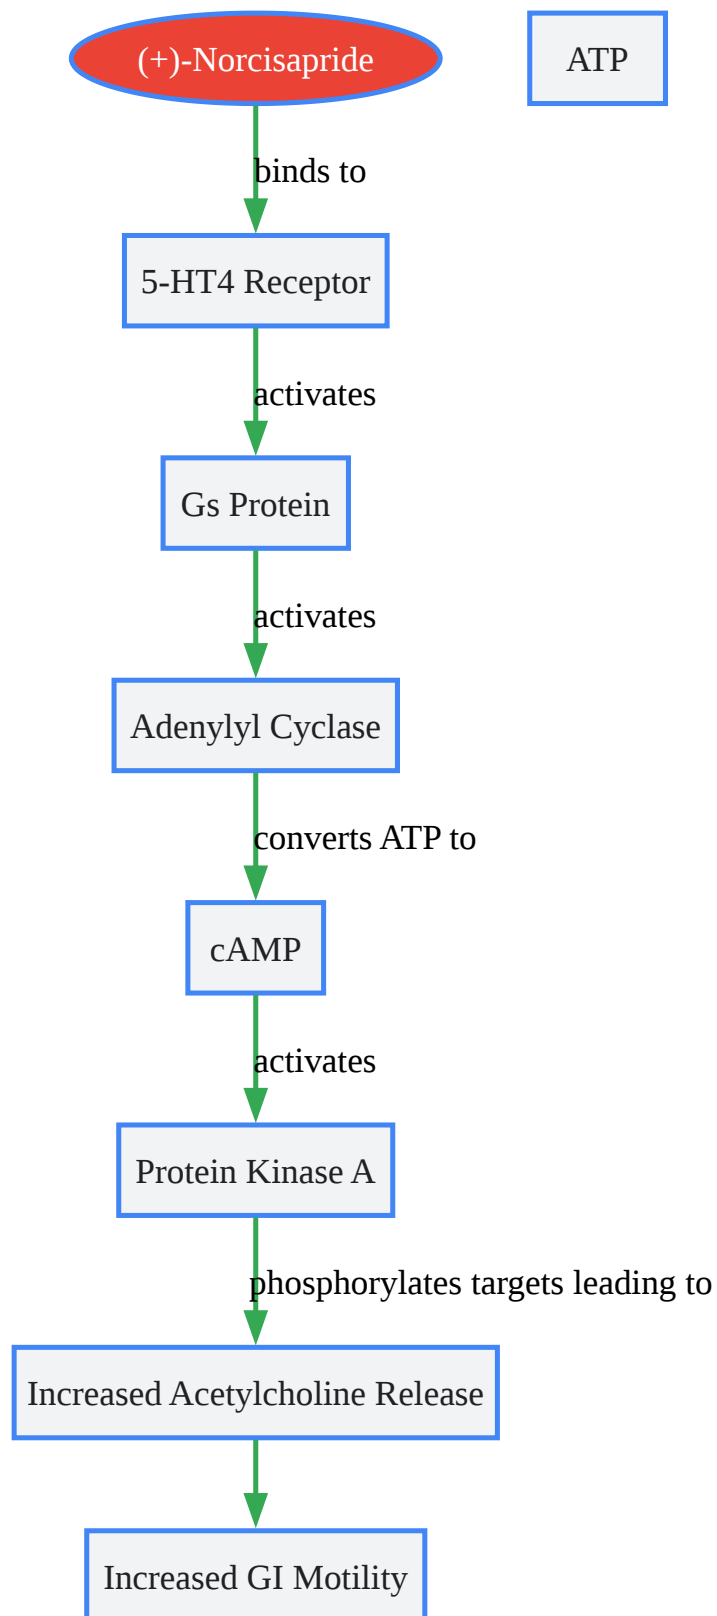 (+)-Norcisapride
ATP
binds to
5-HT4 Receptor
activates
Gs Protein
activates
Adenylyl Cyclase
converts ATP to
cAMP
activates
Protein Kinase A
phosphorylates targets leading to
Increased Acetylcholine Release
Increased GI Motility